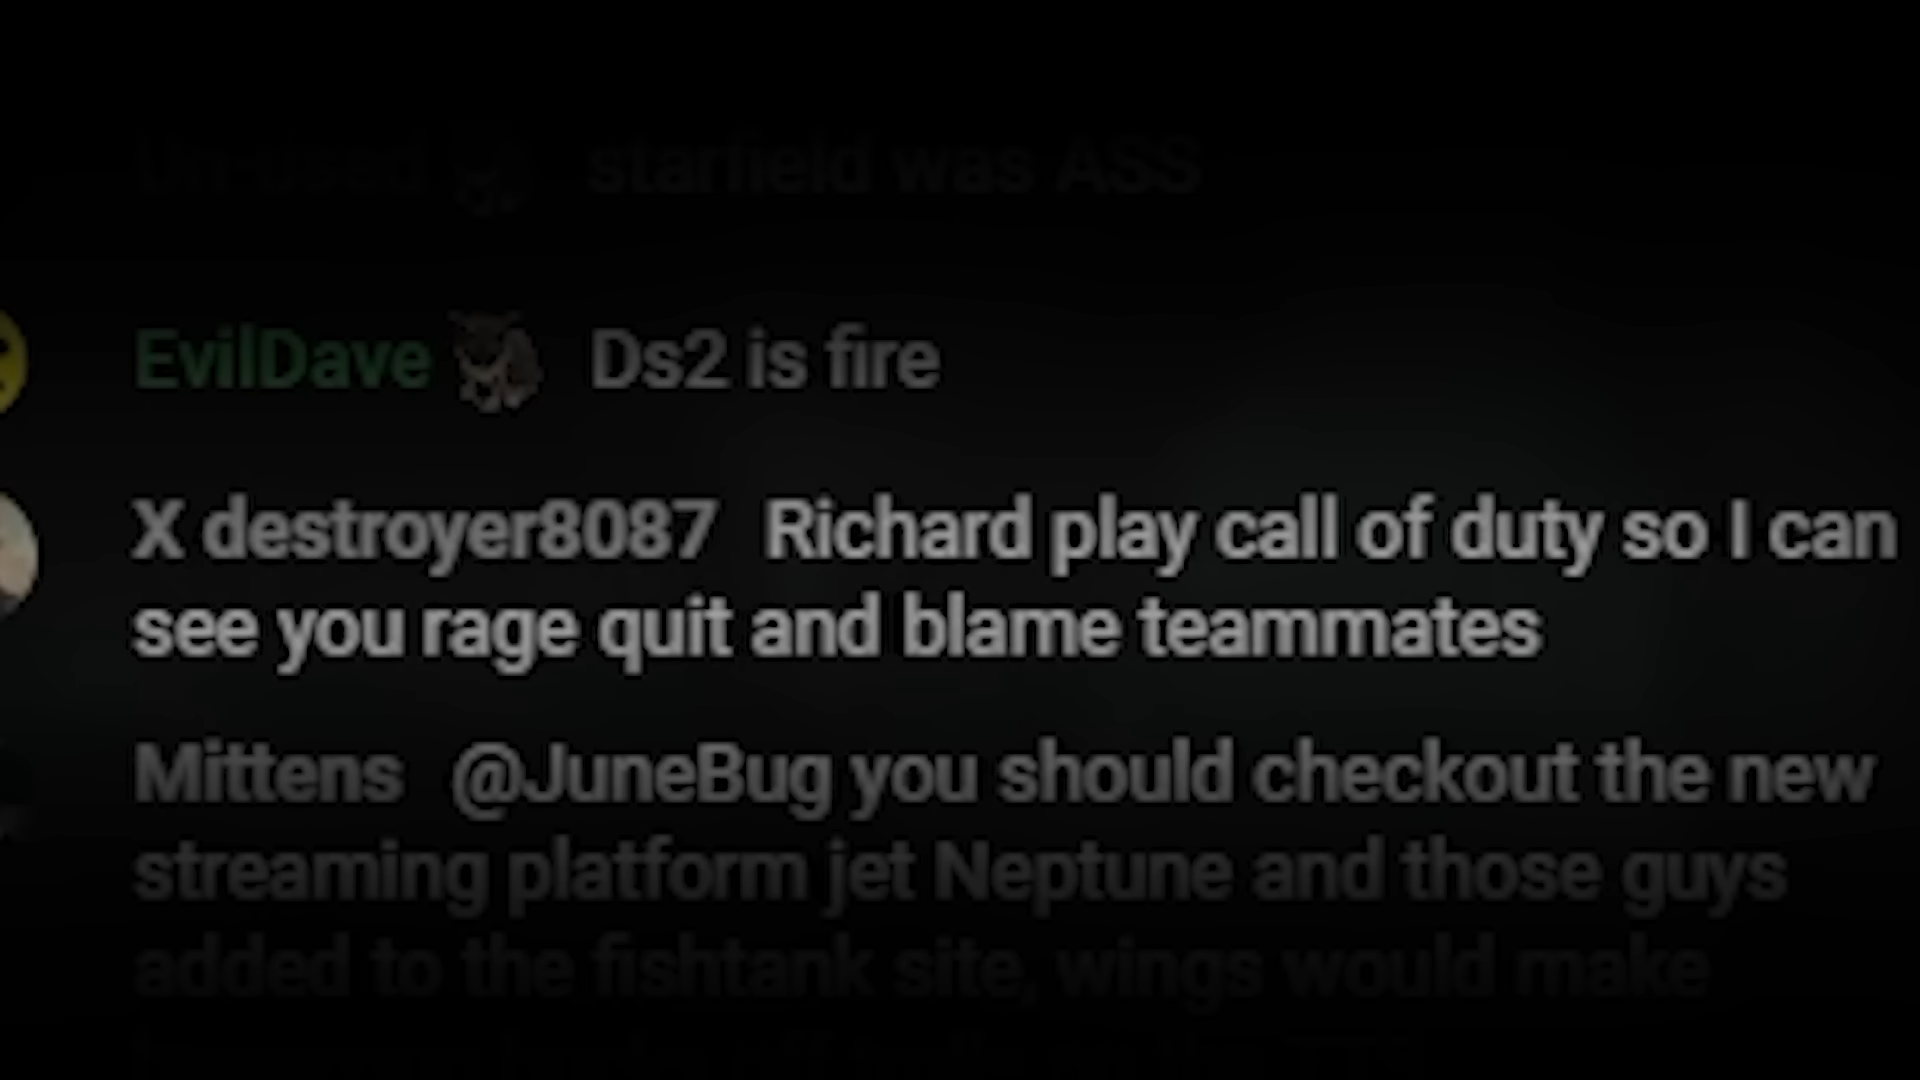 Un-used starfield was ASS
EvilDave Ds2 is fire
X destroyer8087 Richard play call of duty so I can
see you rage quit and blame teammates
Mittens @JuneBug you should checkout the new
streaming platform jet Neptune and those guys
added to the fishtank site, wings would make